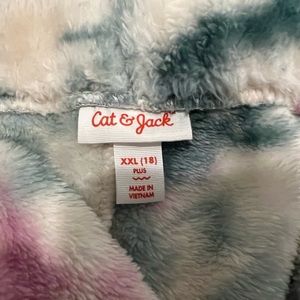 Cat & Jack
XXL (18)
PLUS
MADE IN
VIETNAM